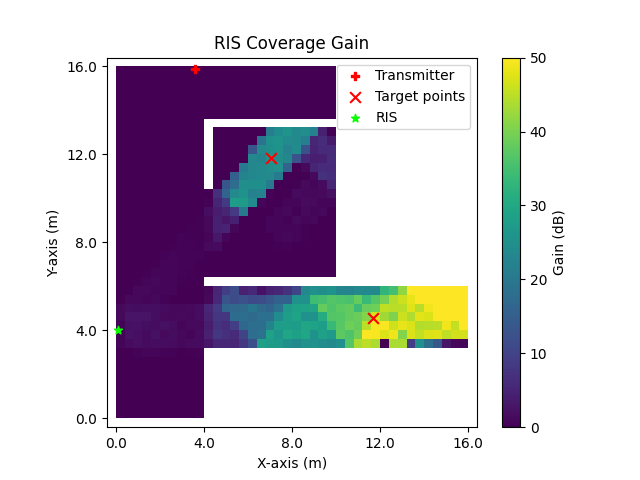 RIS Coverage Gain
Transmitter
Target points
RIS
16.0
12.0
8.0
4.0
0.0
Y-axis (m)
0.0 4.0 8.0 12.0 16.0
X-axis (m)
50
40
30
20
10
0
Gain (dB)